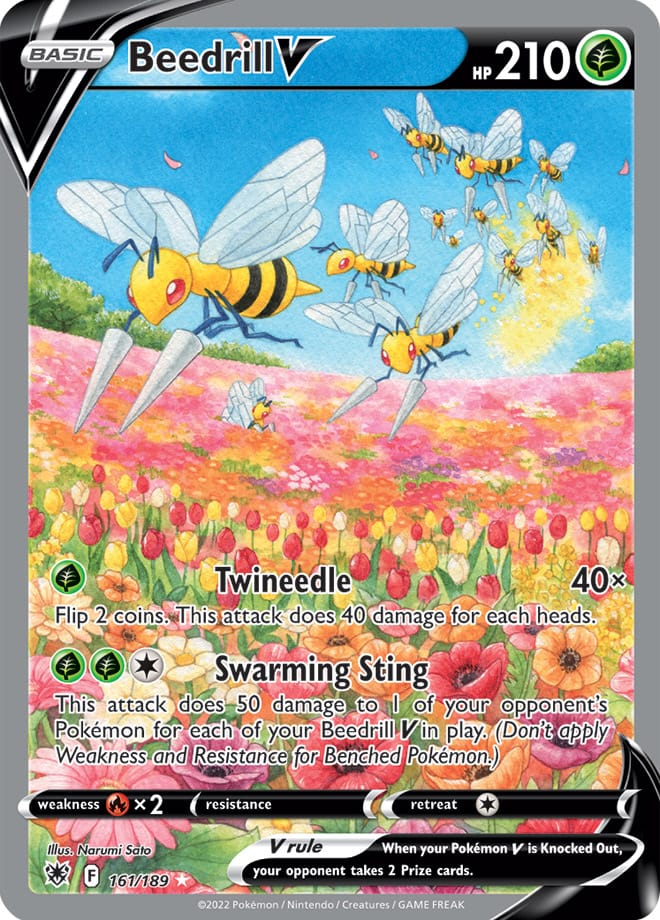 BASIC Beedrill V HP 210
Twineedle 40×
Flip 2 coins. This attack does 40 damage for each heads.
Swarming Sting
This attack does 50 damage to 1 of your opponent's
Pokémon for each of your Beedrill V in play. (Don't apply
Weakness and Resistance for Benched Pokémon.)
weakness ×2 resistance retreat
Illus. Narumi Sato
V rule When your Pokémon V is Knocked Out,
your opponent takes 2 Prize cards.
F 161/189 ★
©2022 Pokémon / Nintendo / Creatures / GAME FREAK